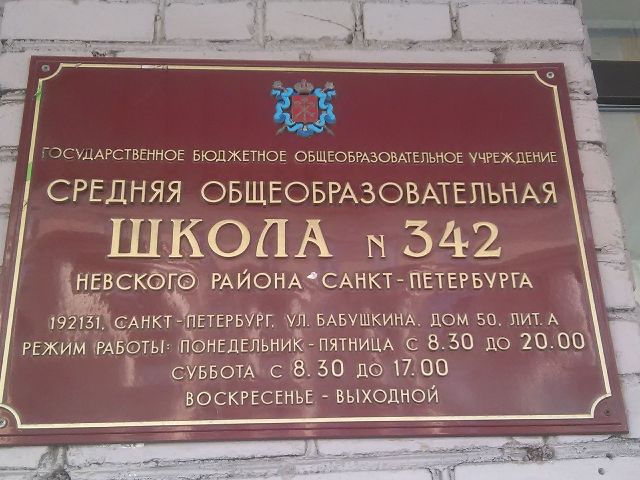 ГОСУДАРСТВЕННОЕ БЮДЖЕТНОЕ ОБЩЕОБРАЗОВАТЕЛЬНОЕ УЧРЕЖДЕНИЕ
СРЕДНЯЯ ОБЩЕОБРАЗОВАТЕЛЬНАЯ
ШКОЛА N 342
НЕВСКОГО РАЙОНА САНКТ-ПЕТЕРБУРГА
192131, САНКТ-ПЕТЕРБУРГ, УЛ. БАБУШКИНА, ДОМ 50, ЛИТ. А
РЕЖИМ РАБОТЫ: ПОНЕДЕЛЬНИК - ПЯТНИЦА С 8.30 ДО 20.00
СУББОТА С 8.30 ДО 17.00
ВОСКРЕСЕНЬЕ - ВЫХОДНОЙ